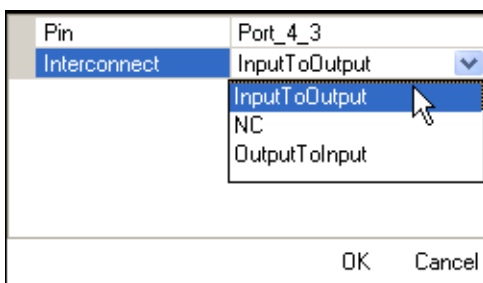 Pin Port_4_3
Interconnect InputToOutput
InputToOutput
NC
OutputToInput
OK Cancel